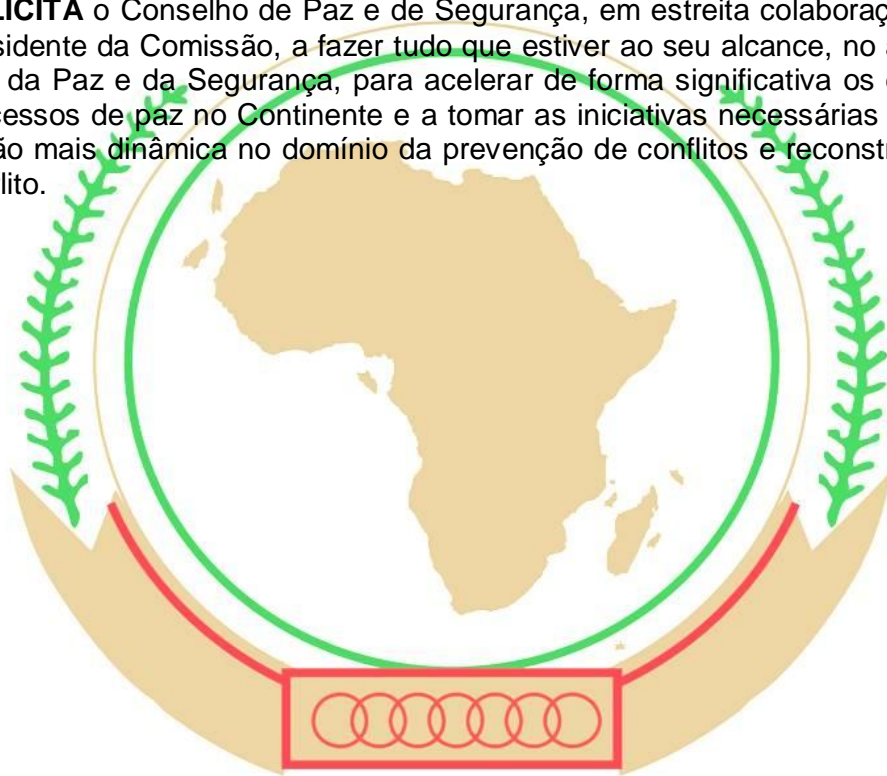 LICITA o Conselho de Paz e de Segurança, em estreita colaboraç
sidente da Comissão, a fazer tudo que estiver ao seu alcance, no a
da Paz e da Segurança, para acelerar de forma significativa os
cessos de paz no Continente e a tomar as iniciativas necessárias
ão mais dinâmica no domínio da prevenção de conflitos e reconstr
lito.